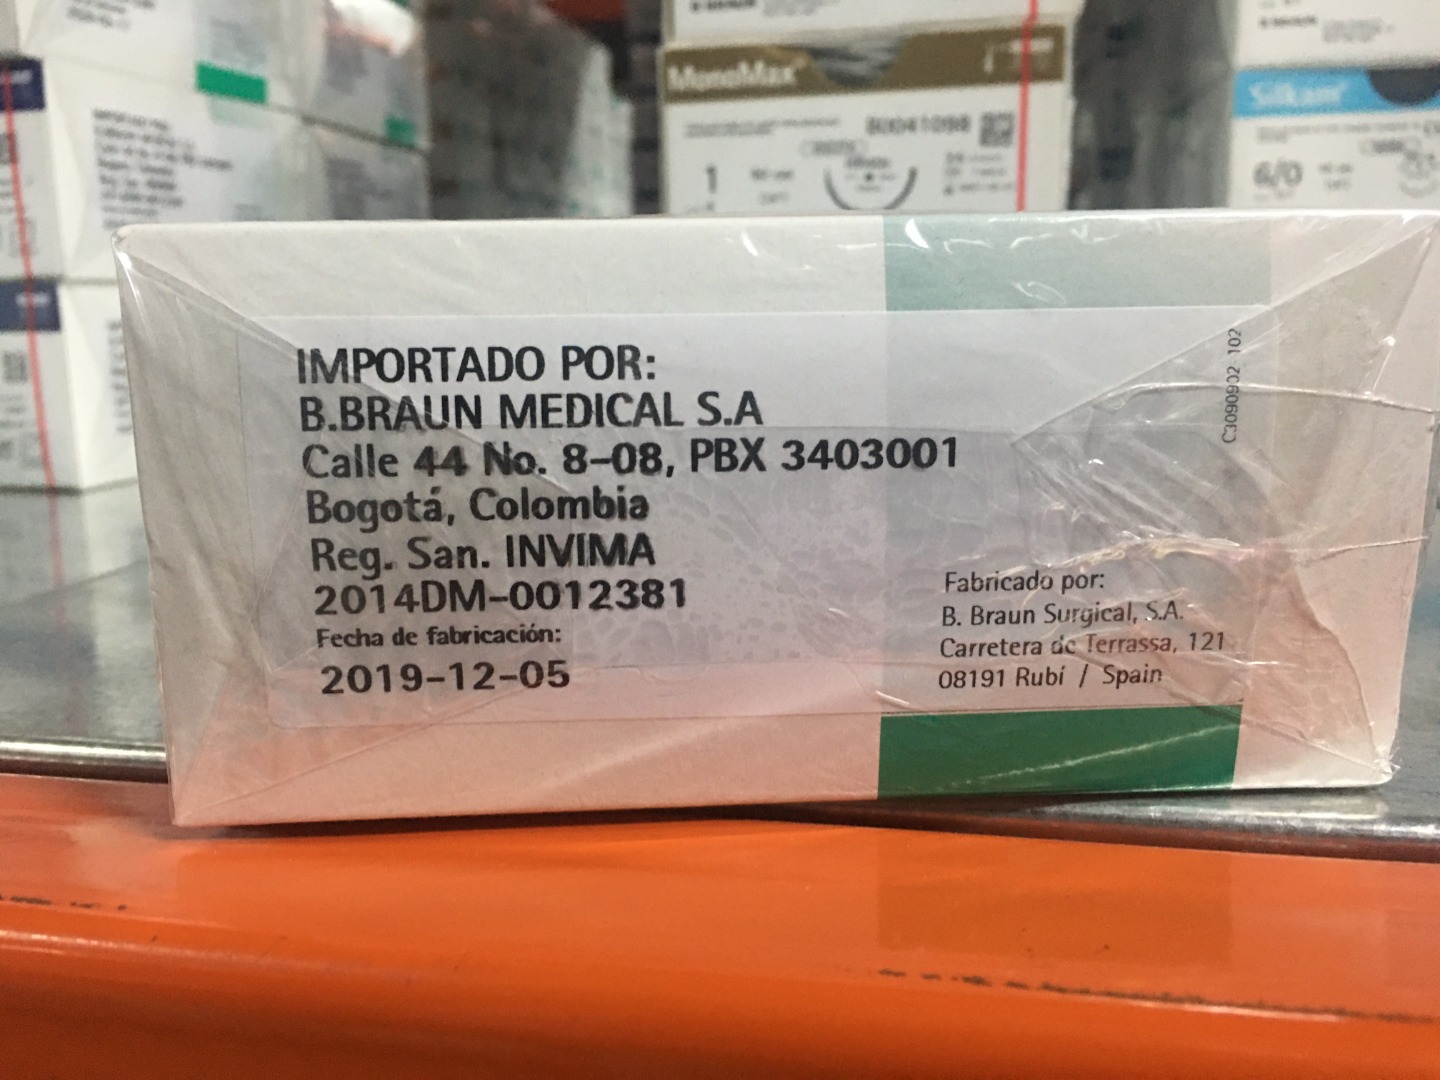 MonoMax®
B0041098
1
Silkam®
6/0
IMPORTADO POR:
B.BRAUN MEDICAL S.A
Calle 44 No. 8-08, PBX 3403001
Bogotá, Colombia
Reg. San. INVIMA
2014DM-0012381
Fecha de fabricación:
2019-12-05
C3090902 102
Fabricado por:
B. Braun Surgical, S.A.
Carretera de Terrassa, 121
08191 Rubí / Spain